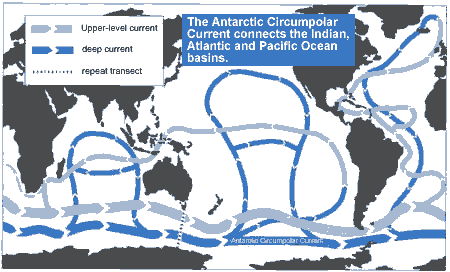 Upper-level current
deep current
repeat transect
The Antarctic Circumpolar
Current connects the Indian,
Atlantic and Pacific Ocean
basins.
Antarctic Circumpolar Current